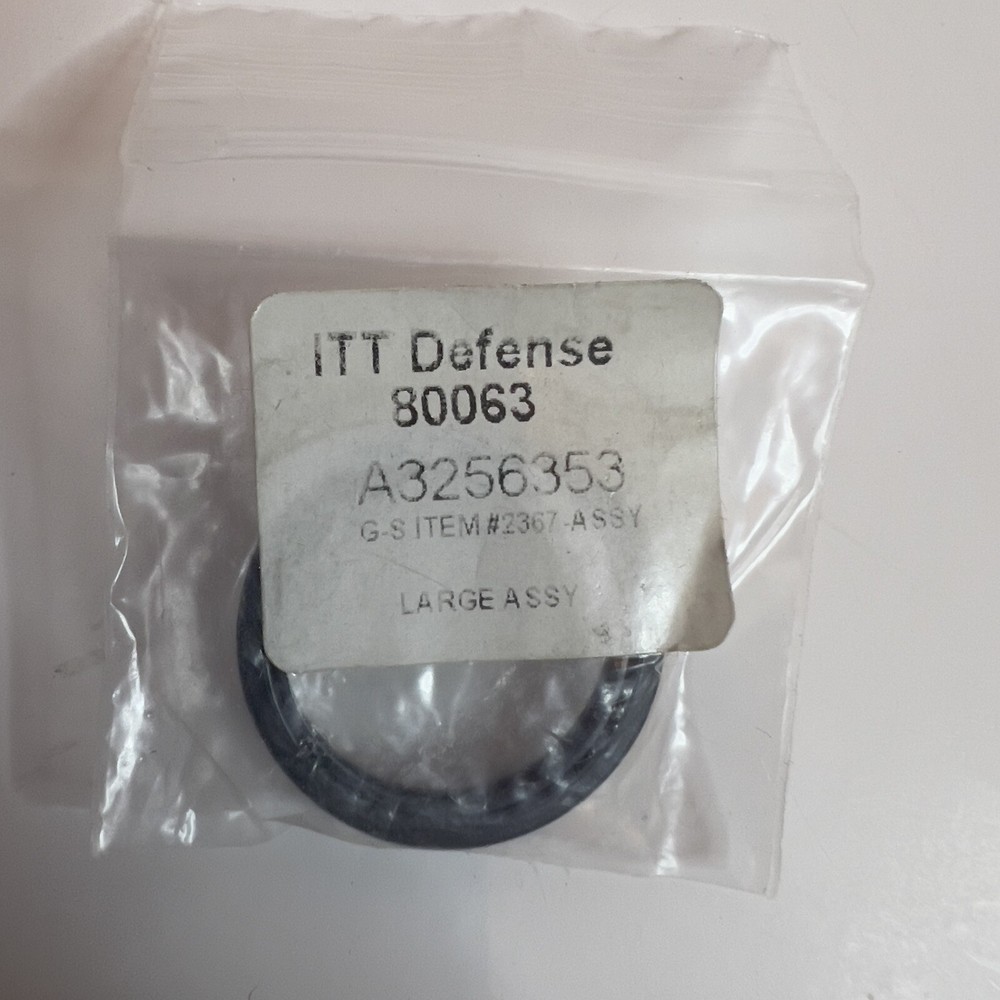 ITT Defense
80063
A3256353
G-S ITEM #2367-ASSY
LARGE ASSY